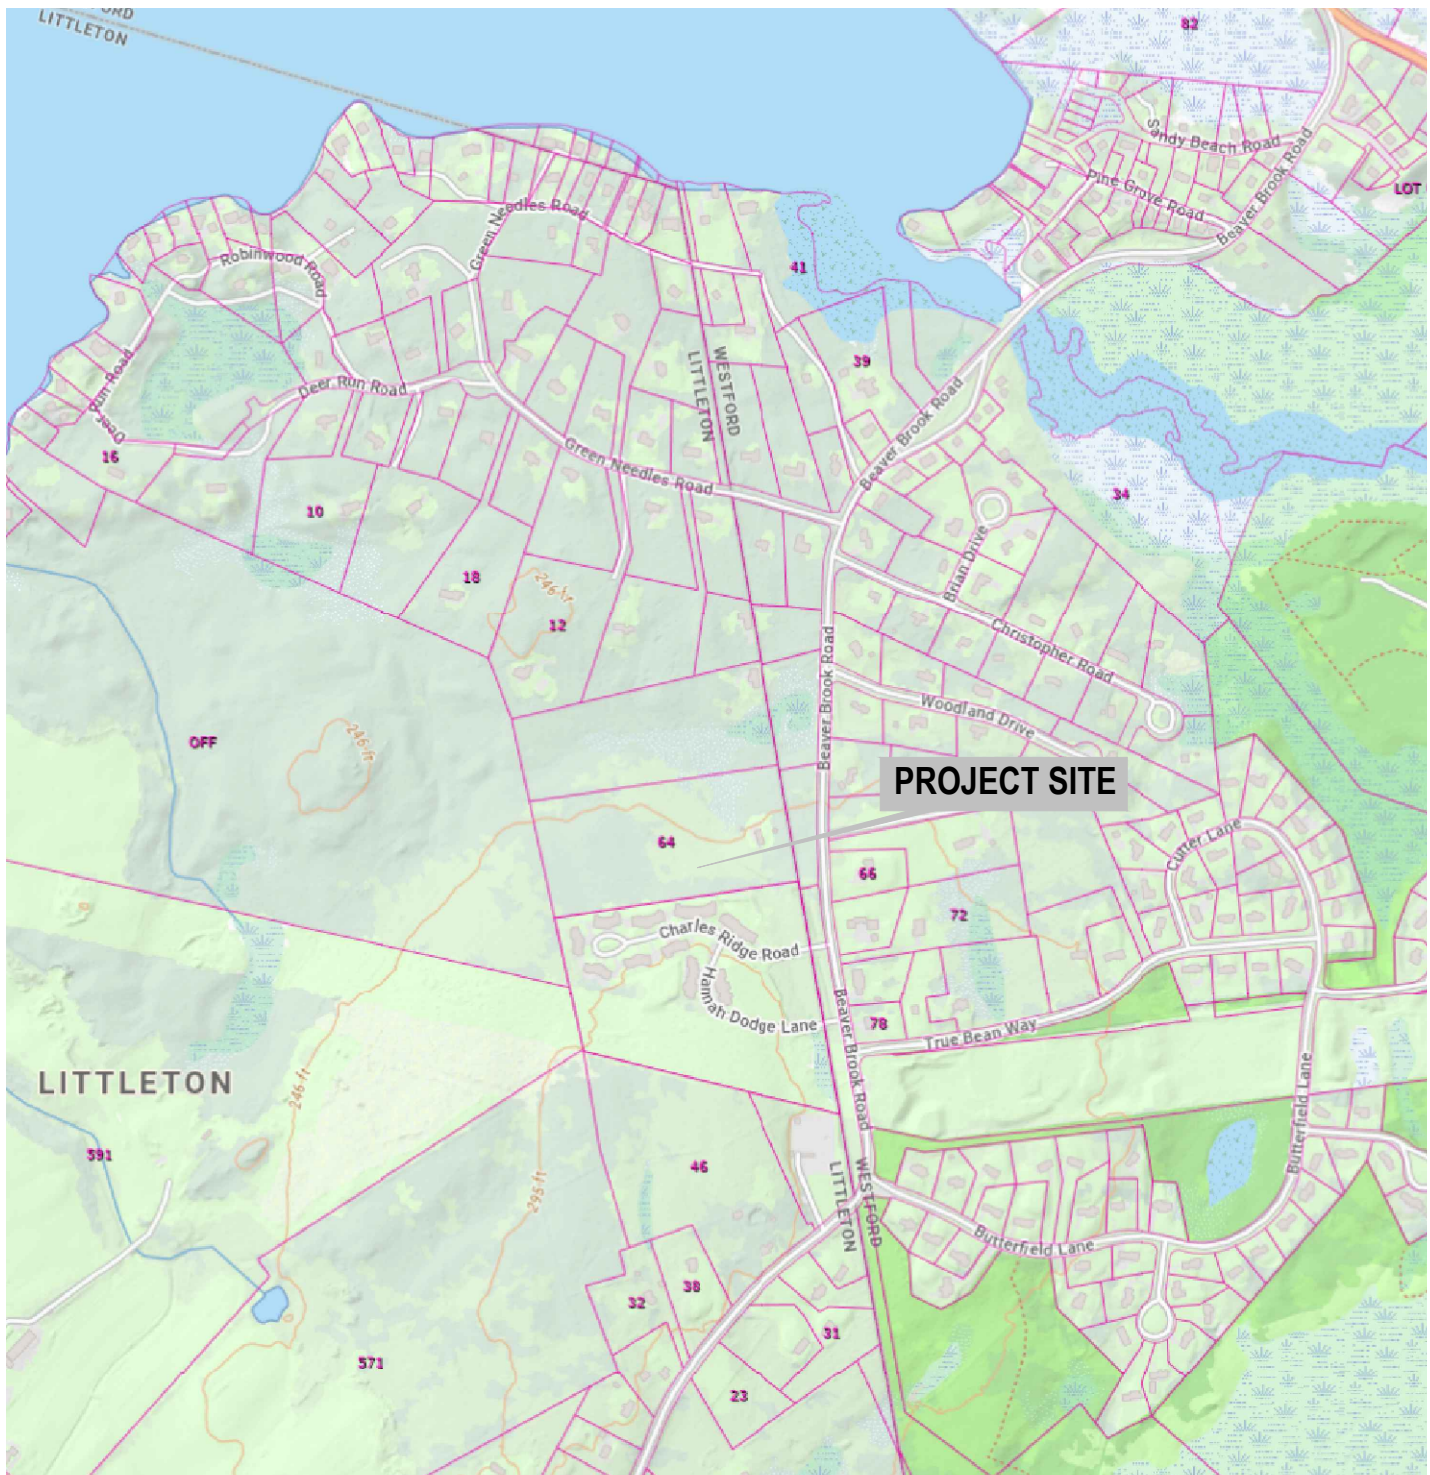 FORD
LITTLETON
82
Sandy Beach Road
Pine Grove Road
Beaver Brook Road
LOT
Green Needles Road
Robinwood Road
41
39
WESTFORD
LITTLETON
Deer Run Road
Deer Run Road
Beaver Brook Road
Green Needles Road
16
10
34
18
246 ft
12
Brian Drive
Christopher Road
Beaver Brook Road
Woodland Drive
OFF
246 ft
PROJECT SITE
64
66
Cutter Lane
72
Charles Ridge Road
Hannah Dodge Lane
78
Beaver Brook Road
True Bean Way
LITTLETON
246 ft
Butterfield Lane
591
46
295 ft
LITTLETON
WESTFORD
Butterfield Lane
38
32
31
571
23